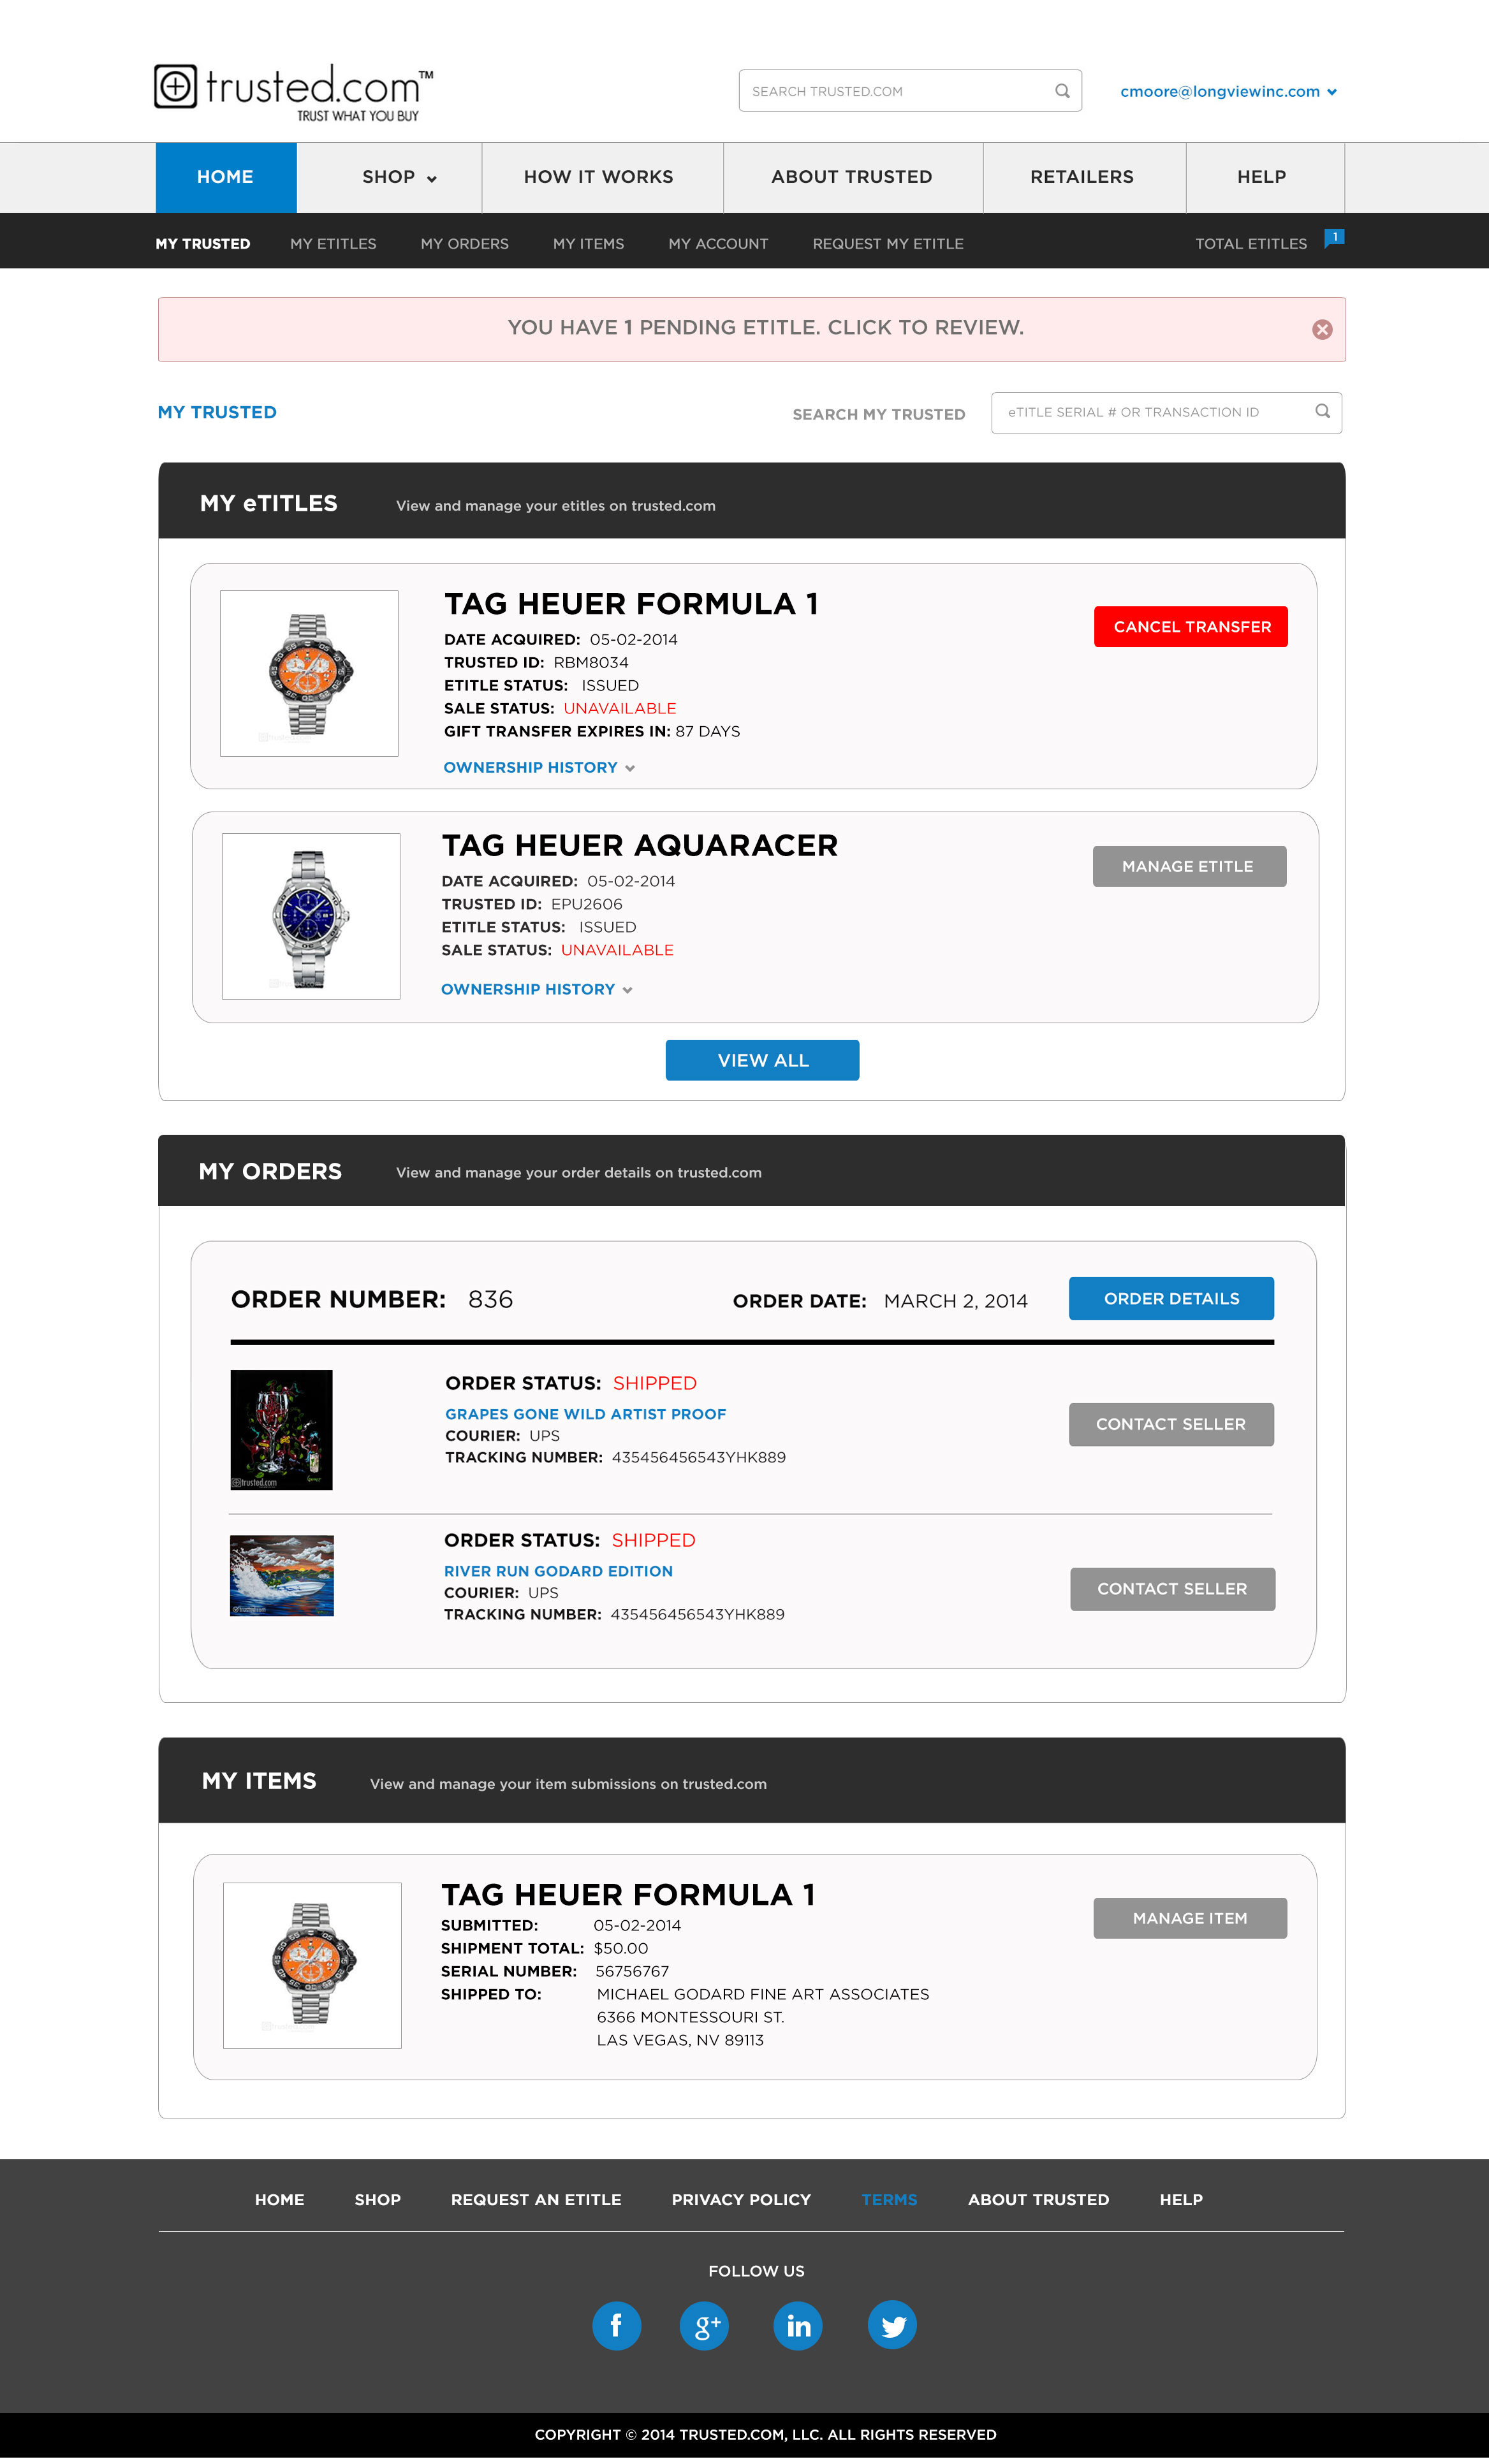 trusted.com™
TRUST WHAT YOU BUY
SEARCH TRUSTED.COM
cmoore@longviewinc.com
HOME SHOP HOW IT WORKS ABOUT TRUSTED RETAILERS HELP
MY TRUSTED MY ETITLES MY ORDERS MY ITEMS MY ACCOUNT REQUEST MY ETITLE TOTAL ETITLES 1
YOU HAVE 1 PENDING ETITLE. CLICK TO REVIEW.
MY TRUSTED SEARCH MY TRUSTED eTITLE SERIAL # OR TRANSACTION ID
MY eTITLES View and manage your etitles on trusted.com
TAG HEUER FORMULA 1
CANCEL TRANSFER
DATE ACQUIRED: 05-02-2014
TRUSTED ID: RBM8034
ETITLE STATUS: ISSUED
SALE STATUS: UNAVAILABLE
GIFT TRANSFER EXPIRES IN: 87 DAYS
OWNERSHIP HISTORY
TAG HEUER AQUARACER
MANAGE ETITLE
DATE ACQUIRED: 05-02-2014
TRUSTED ID: EPU2606
ETITLE STATUS: ISSUED
SALE STATUS: UNAVAILABLE
OWNERSHIP HISTORY
VIEW ALL
MY ORDERS View and manage your order details on trusted.com
ORDER NUMBER: 836 ORDER DATE: MARCH 2, 2014 ORDER DETAILS
ORDER STATUS: SHIPPED
GRAPES GONE WILD ARTIST PROOF
CONTACT SELLER
COURIER: UPS
TRACKING NUMBER: 435456456543YHK889
trusted.com
ORDER STATUS: SHIPPED
RIVER RUN GODARD EDITION
CONTACT SELLER
COURIER: UPS
TRACKING NUMBER: 435456456543YHK889
MY ITEMS View and manage your item submissions on trusted.com
TAG HEUER FORMULA 1
MANAGE ITEM
SUBMITTED: 05-02-2014
SHIPMENT TOTAL: $50.00
SERIAL NUMBER: 56756767
SHIPPED TO: MICHAEL GODARD FINE ART ASSOCIATES
6366 MONTESSOURI ST.
LAS VEGAS, NV 89113
HOME SHOP REQUEST AN ETITLE PRIVACY POLICY TERMS ABOUT TRUSTED HELP
FOLLOW US
f g+ in
COPYRIGHT © 2014 TRUSTED.COM, LLC. ALL RIGHTS RESERVED